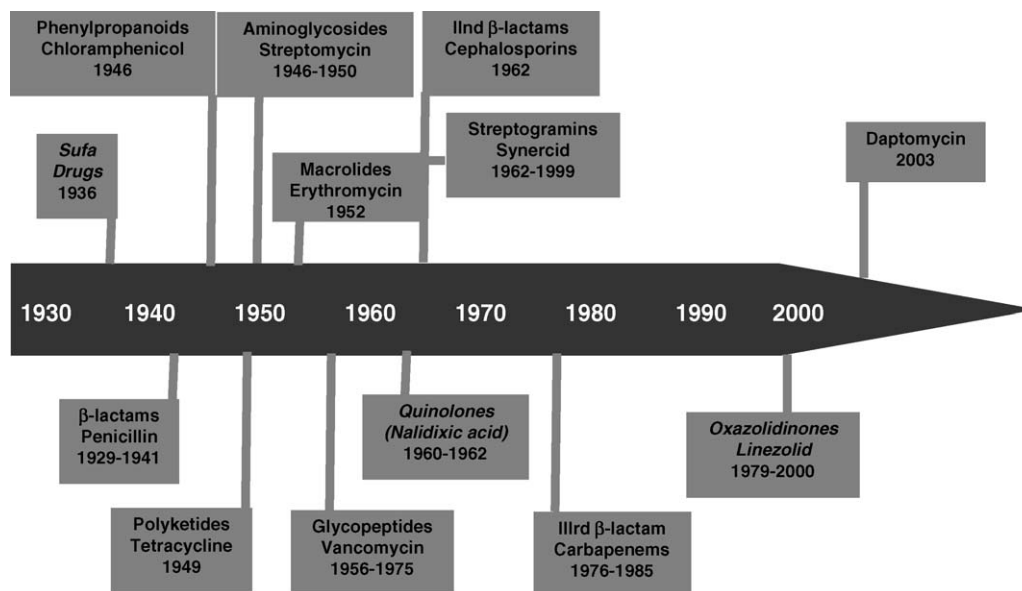 Phenylpropanoids
Chloramphenicol
1946
Aminoglycosides
Streptomycin
1946-1950
IInd β-lactams
Cephalosporins
1962
Sufa
Drugs
1936
Macrolides
Erythromycin
1952
Streptogramins
Synercid
1962-1999
Daptomycin
2003
1930 1940 1950 1960 1970 1980 1990 2000
β-lactams
Penicillin
1929-1941
Polyketides
Tetracycline
1949
Glycopeptides
Vancomycin
1956-1975
Quinolones
(Nalidixic acid)
1960-1962
IIIrd β-lactam
Carbapenems
1976-1985
Oxazolidinones
Linezolid
1979-2000